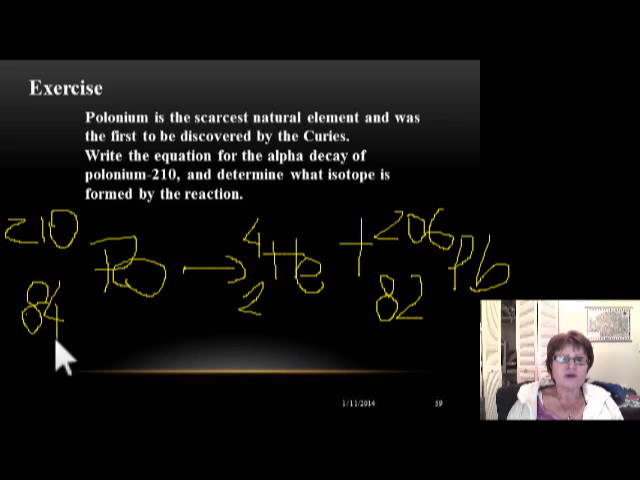 Exercise
Polonium is the scarcest natural element and was
the first to be discovered by the Curies.
Write the equation for the alpha decay of
polonium-210, and determine what isotope is
formed by the reaction.
210 4 206
Po → He + Pb
84 2 82
1/11/2014 59